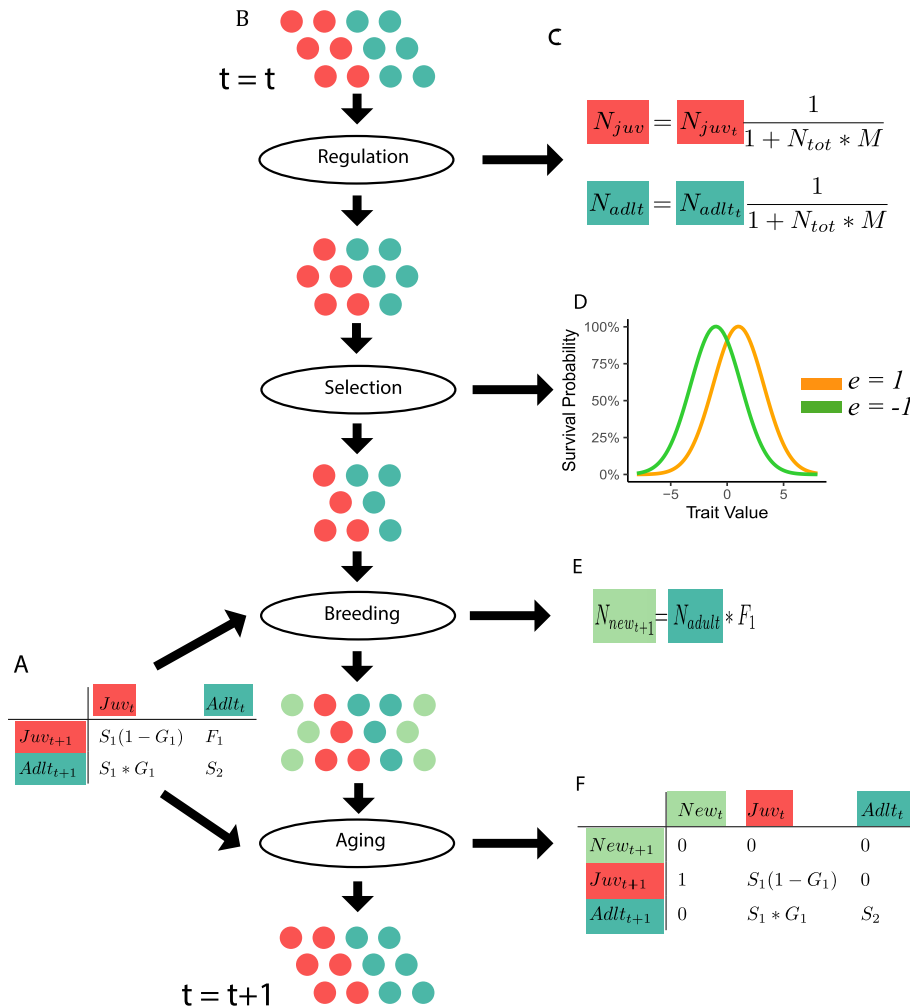 B
t = t
Regulation
C
N_juv = N_juv_t 1 / (1 + N_tot * M)
N_adlt = N_adlt_t 1 / (1 + N_tot * M)
Selection
D
Survival Probability
100%
75%
50%
25%
0%
−5 0 5
Trait Value
e = 1
e = -1
Breeding
E
N_new_t+1 = N_adult * F_1
A
Juv_t Adlt_t
Juv_t+1 S_1(1 − G_1) F_1
Adlt_t+1 S_1 * G_1 S_2
Aging
F
New_t Juv_t Adlt_t
New_t+1 0 0 0
Juv_t+1 1 S_1(1 − G_1) 0
Adlt_t+1 0 S_1 * G_1 S_2
t = t+1